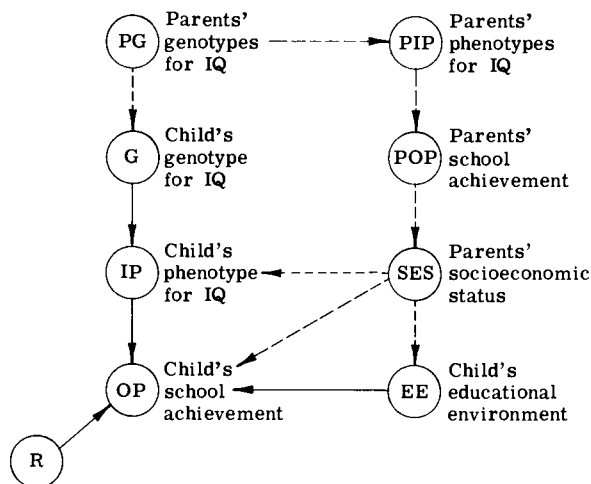 PG
Parents'
genotypes
for IQ
PIP
Parents'
phenotypes
for IQ
G
Child's
genotype
for IQ
POP
Parents'
school
achievement
IP
Child's
phenotype
for IQ
SES
Parents'
socioeconomic
status
OP
Child's
school
achievement
EE
Child's
educational
environment
R